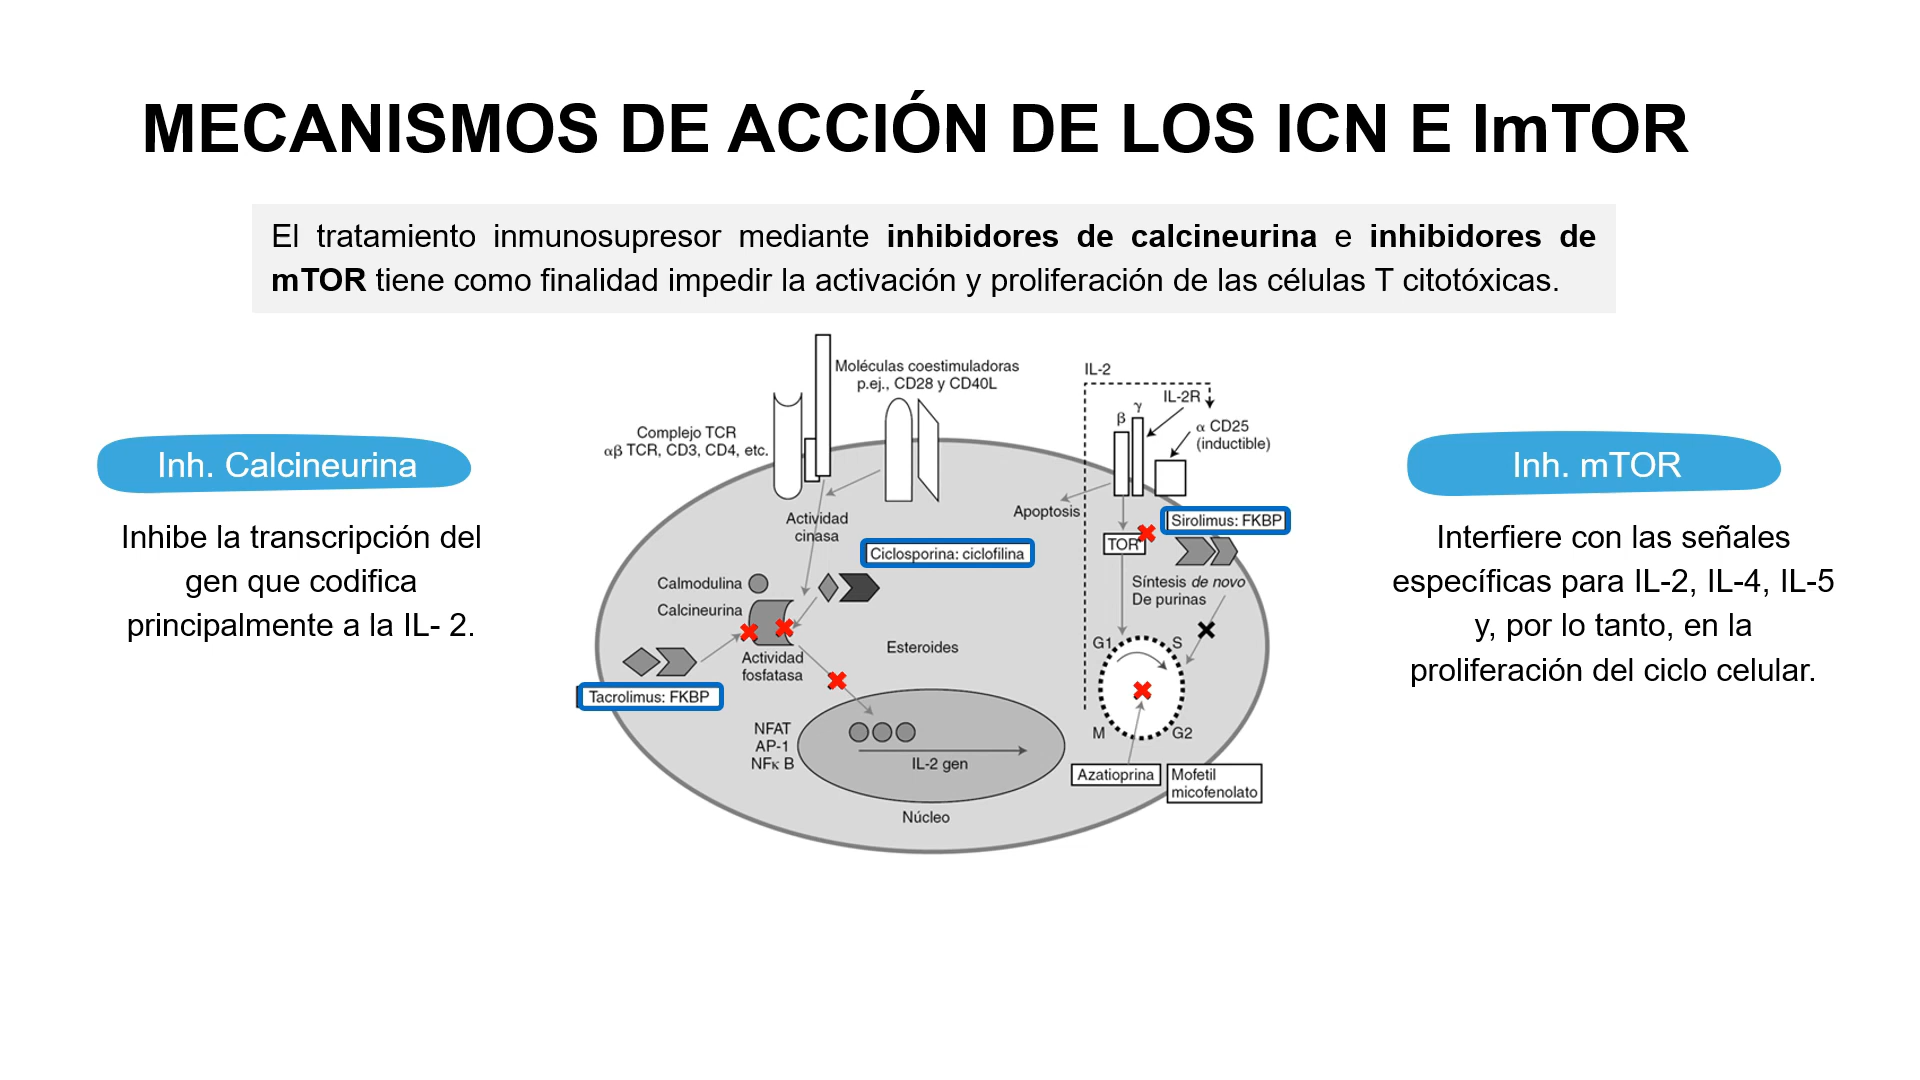 MECANISMOS DE ACCIÓN DE LOS ICN E ImTOR
El tratamiento inmunosupresor mediante inhibidores de calcineurina e inhibidores de
mTOR tiene como finalidad impedir la activación y proliferación de las células T citotóxicas.
Inh. Calcineurina
Inhibe la transcripción del
gen que codifica
principalmente a la IL- 2.
Moléculas coestimuladoras
p.ej., CD28 y CD40L
Complejo TCR
αβ TCR, CD3, CD4, etc.
Actividad
cinasa
Ciclosporina: ciclofilina
Calmodulina
Calcineurina
Actividad
fosfatasa
Tacrolimus: FKBP
Esteroides
NFAT
AP-1
NFκ B
IL-2 gen
Núcleo
IL-2
IL-2R
β
γ
α CD25
(inductible)
Apoptosis
Sirolimus: FKBP
TOR
Síntesis de novo
De purinas
G1
S
M
G2
Azatioprina
Mofetil
micofenolato
Inh. mTOR
Interfiere con las señales
específicas para IL-2, IL-4, IL-5
y, por lo tanto, en la
proliferación del ciclo celular.